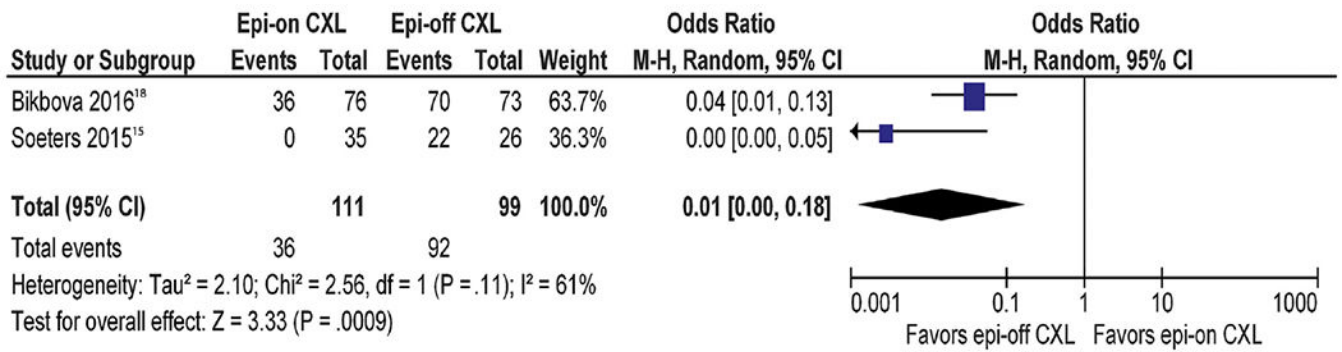 Epi-on CXL Epi-off CXL Odds Ratio Odds Ratio
Study or Subgroup Events Total Events Total Weight M-H, Random, 95% CI M-H, Random, 95% CI
Bikbova 2016¹⁸ 36 76 70 73 63.7% 0.04 [0.01, 0.13]
Soeters 2015¹⁵ 0 35 22 26 36.3% 0.00 [0.00, 0.05]
Total (95% CI) 111 99 100.0% 0.01 [0.00, 0.18]
Total events 36 92
Heterogeneity: Tau² = 2.10; Chi² = 2.56, df = 1 (P =.11); I² = 61%
Test for overall effect: Z = 3.33 (P = .0009)
0.001 0.1 1 10 1000
Favors epi-off CXL Favors epi-on CXL